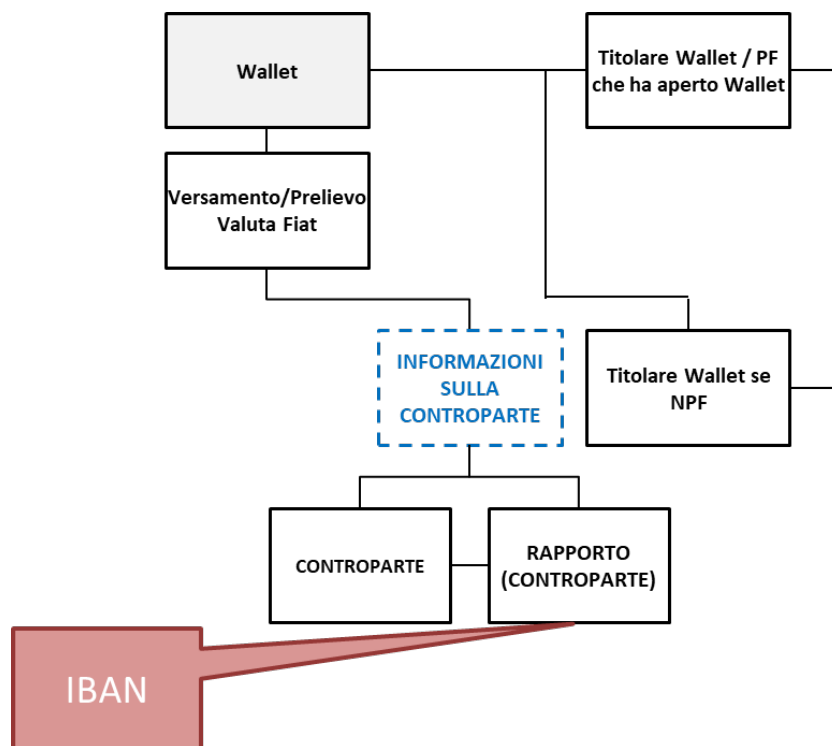 Wallet
Titolare Wallet / PF
che ha aperto Wallet
Versamento/Prelievo
Valuta Fiat
INFORMAZIONI
SULLA
CONTROPARTE
Titolare Wallet se
NPF
CONTROPARTE
RAPPORTO
(CONTROPARTE)
IBAN